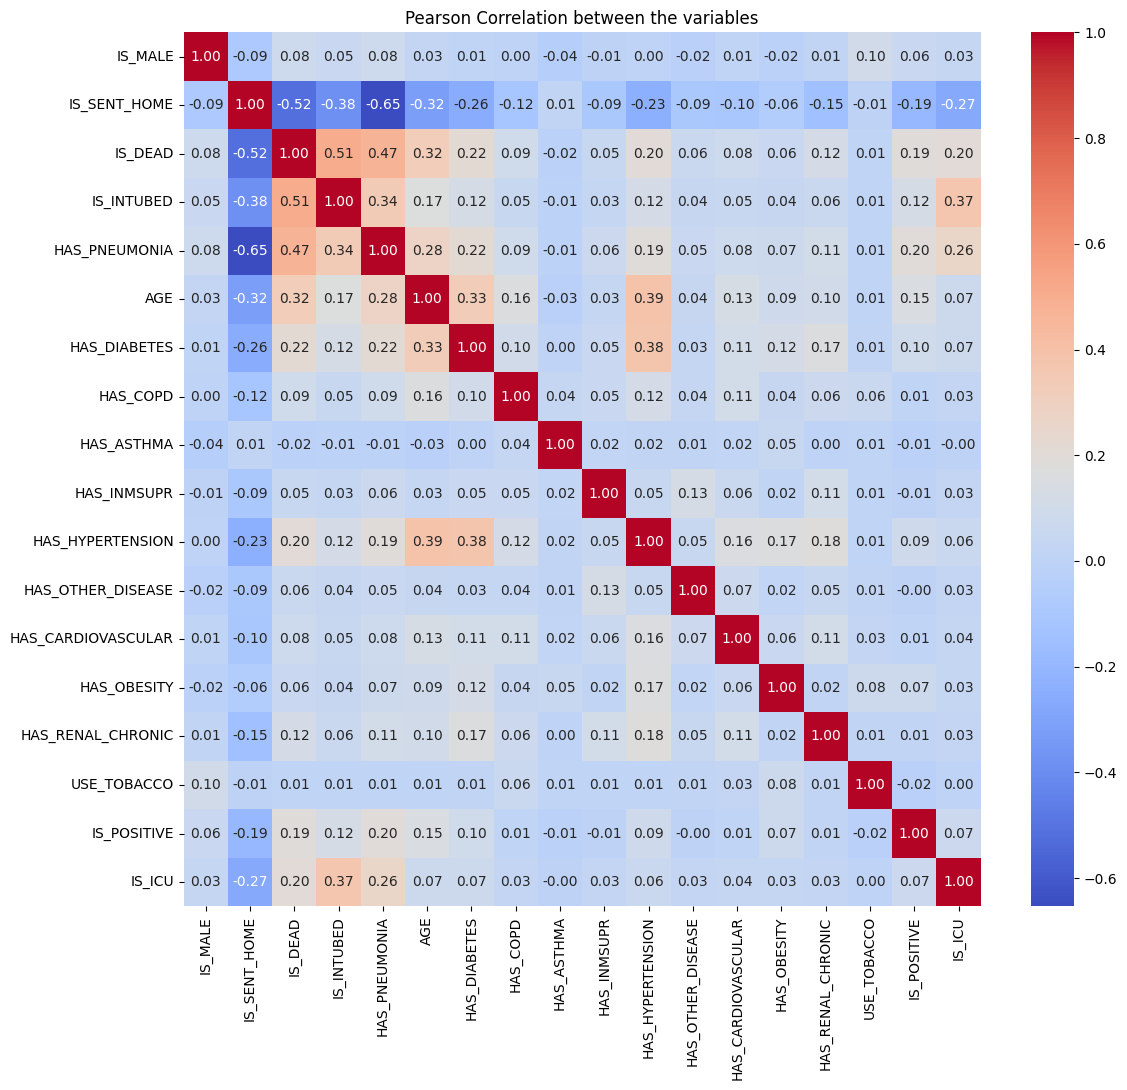 Pearson Correlation between the variables
IS_MALE 1.00 -0.09 0.08 0.05 0.08 0.03 0.01 0.00 -0.04 -0.01 0.00 -0.02 0.01 -0.02 0.01 0.10 0.06 0.03
IS_SENT_HOME -0.09 1.00 -0.52 -0.38 -0.65 -0.32 -0.26 -0.12 0.01 -0.09 -0.23 -0.09 -0.10 -0.06 -0.15 -0.01 -0.19 -0.27
IS_DEAD 0.08 -0.52 1.00 0.51 0.47 0.32 0.22 0.09 -0.02 0.05 0.20 0.06 0.08 0.06 0.12 0.01 0.19 0.20
IS_INTUBED 0.05 -0.38 0.51 1.00 0.34 0.17 0.12 0.05 -0.01 0.03 0.12 0.04 0.05 0.04 0.06 0.01 0.12 0.37
HAS_PNEUMONIA 0.08 -0.65 0.47 0.34 1.00 0.28 0.22 0.09 -0.01 0.06 0.19 0.05 0.08 0.07 0.11 0.01 0.20 0.26
AGE 0.03 -0.32 0.32 0.17 0.28 1.00 0.33 0.16 -0.03 0.03 0.39 0.04 0.13 0.09 0.10 0.01 0.15 0.07
HAS_DIABETES 0.01 -0.26 0.22 0.12 0.22 0.33 1.00 0.10 0.00 0.05 0.38 0.03 0.11 0.12 0.17 0.01 0.10 0.07
HAS_COPD 0.00 -0.12 0.09 0.05 0.09 0.16 0.10 1.00 0.04 0.05 0.12 0.04 0.11 0.04 0.06 0.06 0.01 0.03
HAS_ASTHMA -0.04 0.01 -0.02 -0.01 -0.01 -0.03 0.00 0.04 1.00 0.02 0.02 0.01 0.02 0.05 0.00 0.01 -0.01 -0.00
HAS_INMSUPR -0.01 -0.09 0.05 0.03 0.06 0.03 0.05 0.05 0.02 1.00 0.05 0.13 0.06 0.02 0.11 0.01 -0.01 0.03
HAS_HYPERTENSION 0.00 -0.23 0.20 0.12 0.19 0.39 0.38 0.12 0.02 0.05 1.00 0.05 0.16 0.17 0.18 0.01 0.09 0.06
HAS_OTHER_DISEASE -0.02 -0.09 0.06 0.04 0.05 0.04 0.03 0.04 0.01 0.13 0.05 1.00 0.07 0.02 0.05 0.01 -0.00 0.03
HAS_CARDIOVASCULAR 0.01 -0.10 0.08 0.05 0.08 0.13 0.11 0.11 0.02 0.06 0.16 0.07 1.00 0.06 0.11 0.03 0.01 0.04
HAS_OBESITY -0.02 -0.06 0.06 0.04 0.07 0.09 0.12 0.04 0.05 0.02 0.17 0.02 0.06 1.00 0.02 0.08 0.07 0.03
HAS_RENAL_CHRONIC 0.01 -0.15 0.12 0.06 0.11 0.10 0.17 0.06 0.00 0.11 0.18 0.05 0.11 0.02 1.00 0.01 0.01 0.03
USE_TOBACCO 0.10 -0.01 0.01 0.01 0.01 0.01 0.01 0.06 0.01 0.01 0.01 0.01 0.03 0.08 0.01 1.00 -0.02 0.00
IS_POSITIVE 0.06 -0.19 0.19 0.12 0.20 0.15 0.10 0.01 -0.01 -0.01 0.09 -0.00 0.01 0.07 0.01 -0.02 1.00 0.07
IS_ICU 0.03 -0.27 0.20 0.37 0.26 0.07 0.07 0.03 -0.00 0.03 0.06 0.03 0.04 0.03 0.03 0.00 0.07 1.00
IS_MALE
IS_SENT_HOME
IS_DEAD
IS_INTUBED
HAS_PNEUMONIA
AGE
HAS_DIABETES
HAS_COPD
HAS_ASTHMA
HAS_INMSUPR
HAS_HYPERTENSION
HAS_OTHER_DISEASE
HAS_CARDIOVASCULAR
HAS_OBESITY
HAS_RENAL_CHRONIC
USE_TOBACCO
IS_POSITIVE
IS_ICU
1.0
0.8
0.6
0.4
0.2
0.0
-0.2
-0.4
-0.6